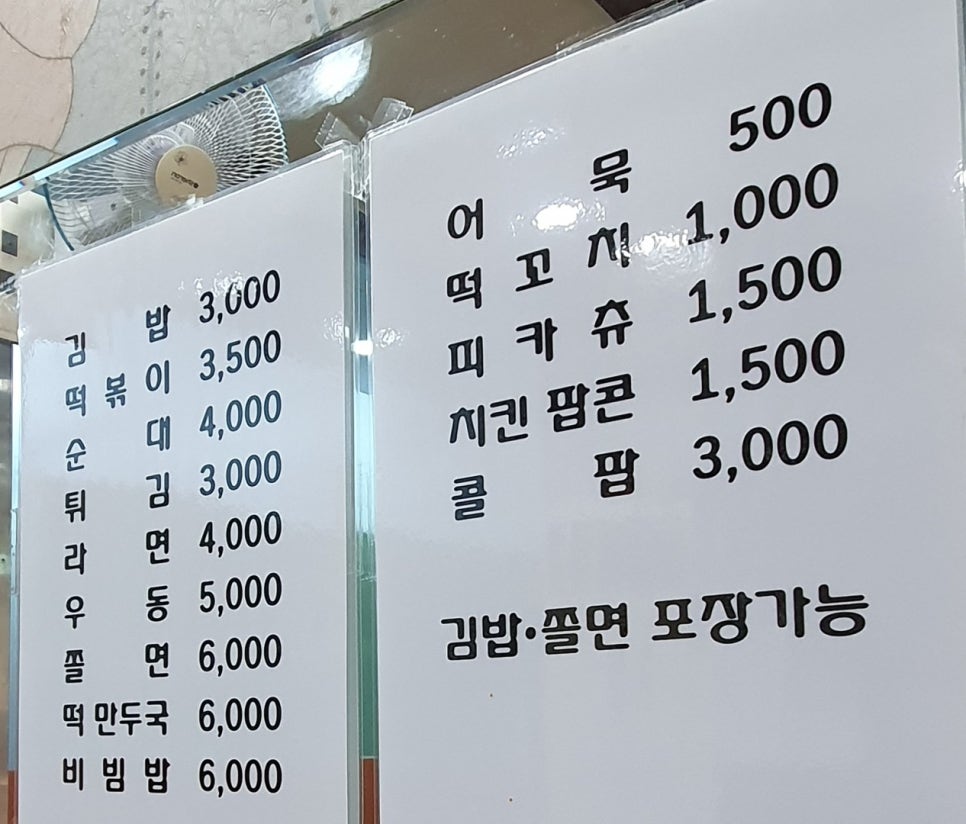 김 밥 3,000
떡 볶 이 3,500
순 대 4,000
튀 김 3,000
라 면 4,000
우 동 5,000
쫄 면 6,000
떡 만두국 6,000
비 빔 밥 6,000
어 묵 500
떡 꼬 치 1,000
피 카 츄 1,500
치킨 팝콘 1,500
콜 팝 3,000
김밥·쫄면 포장가능